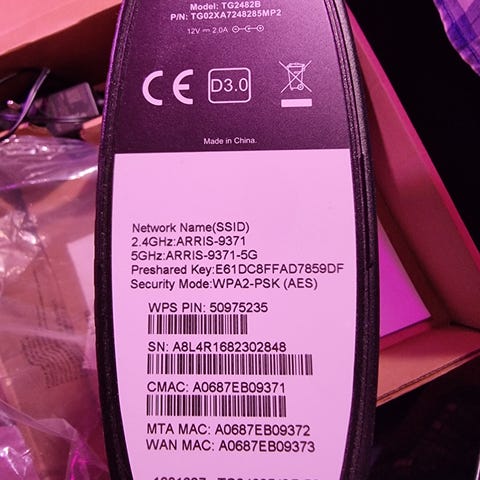 Model: TG2482B
P/N: TG02XA7248285MP2
12V ⎓ 2.0A
CE D3.0
Made in China.
Network Name(SSID)
2.4GHz:ARRIS-9371
5GHz:ARRIS-9371-5G
Preshared Key:E61DC8FFAD7859DF
Security Mode:WPA2-PSK (AES)
WPS PIN: 50975235
SN: A8L4R1682302848
CMAC: A0687EB09371
MTA MAC: A0687EB09372
WAN MAC: A0687EB09373